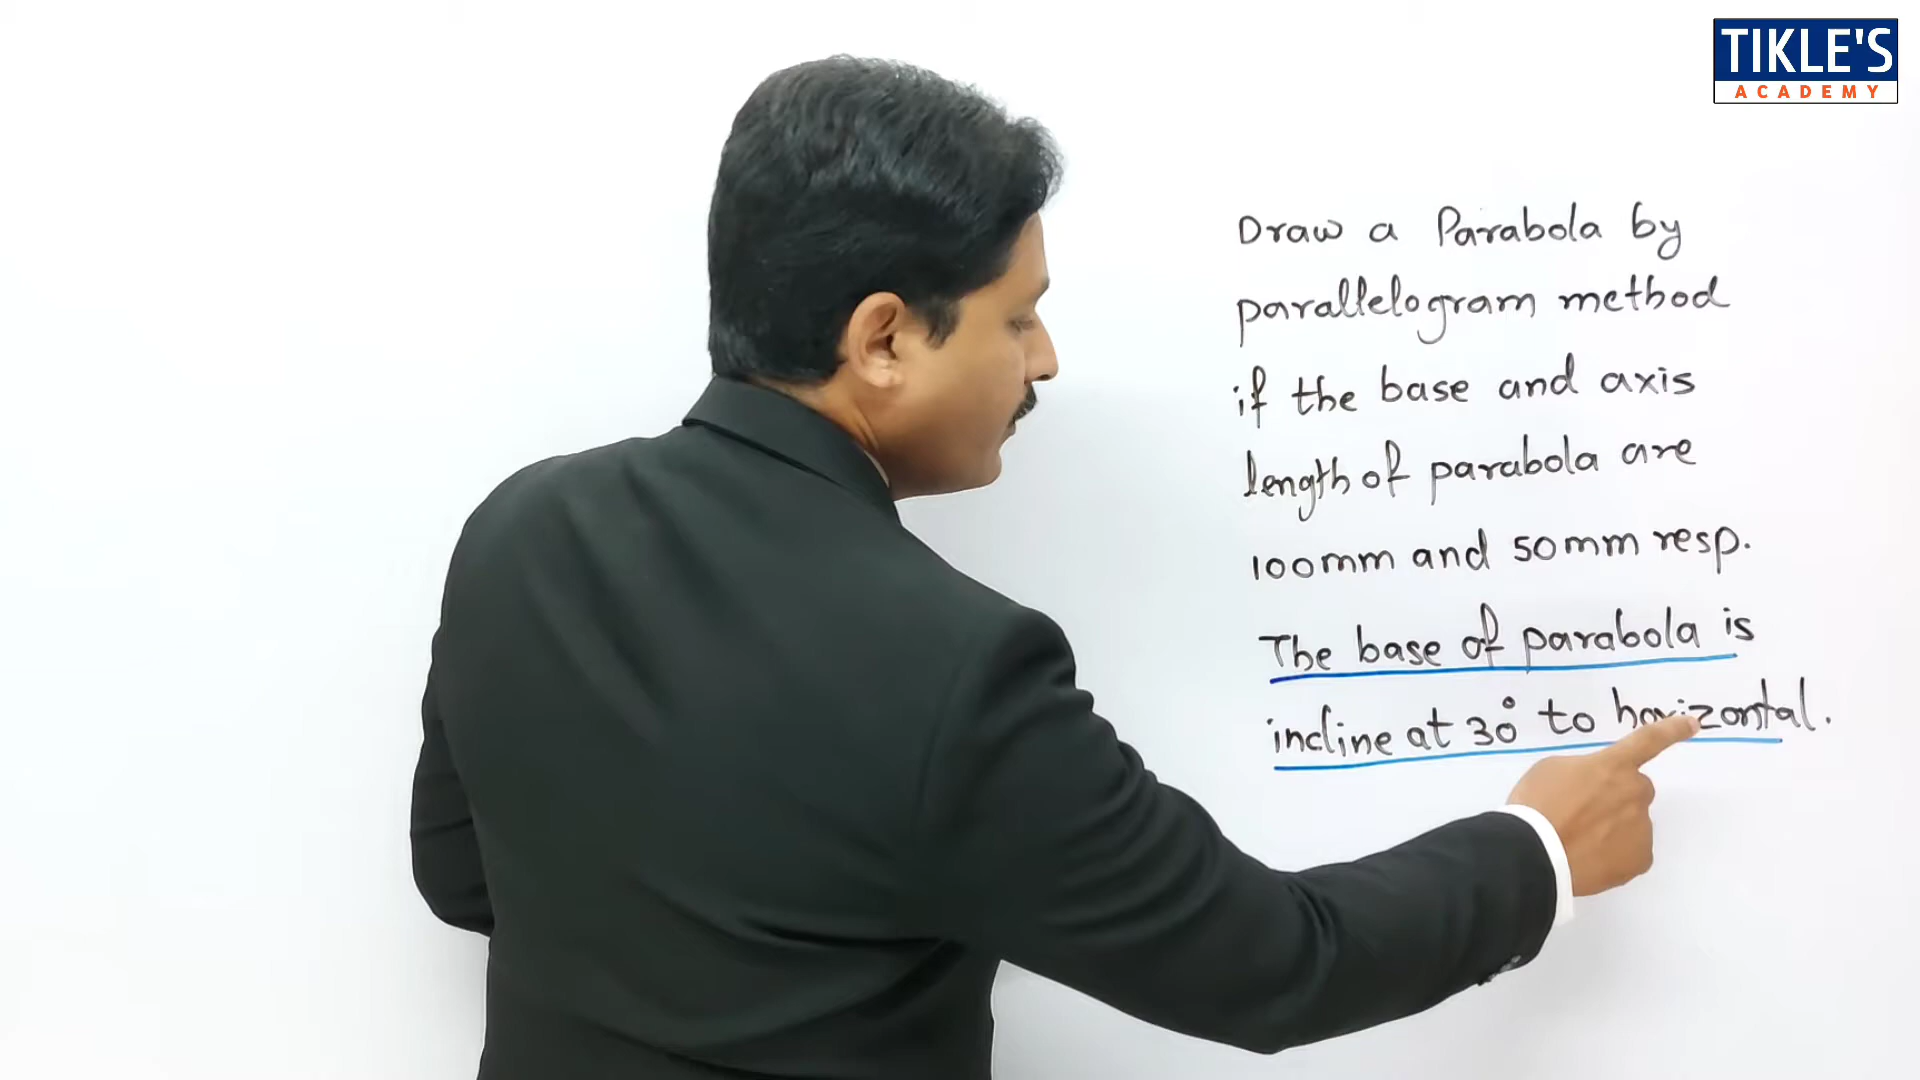 TIKLE'S
ACADEMY
Draw a Parabola by
parallelogram method
if the base and axis
length of parabola are
100mm and 50mm resp.
The base of parabola is
incline at 30° to horizontal.